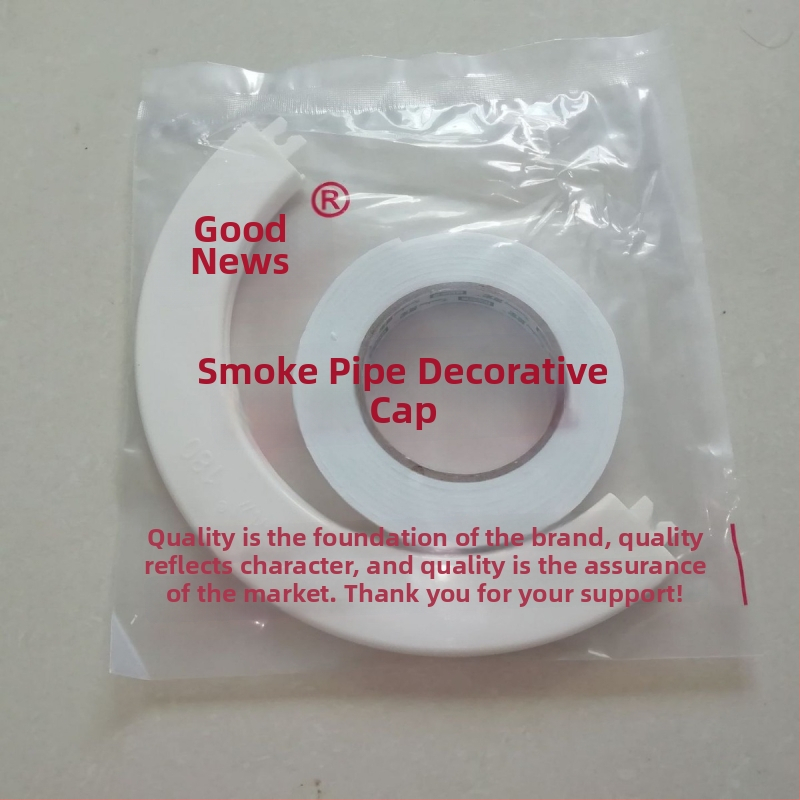 ®
Good
News
Smoke Pipe Decorative
Cap
Quality is the foundation of the brand, quality
reflects character, and quality is the assurance
of the market. Thank you for your support!